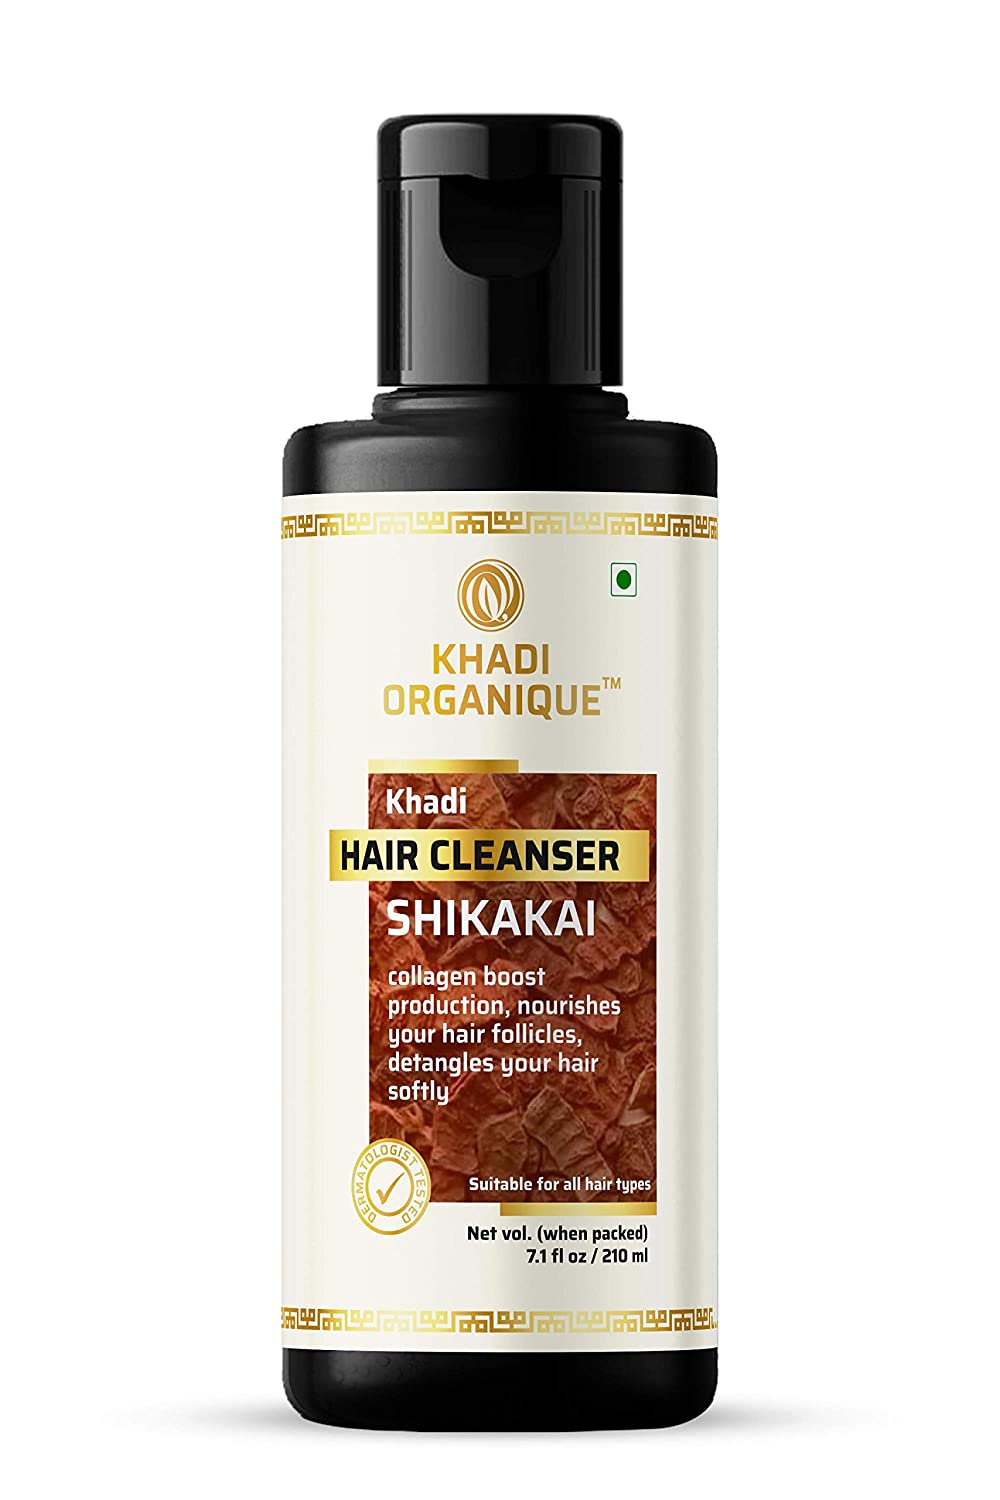 KHADI
ORGANIQUE™
Khadi
HAIR CLEANSER
SHIKAKAI
collagen boost
production, nourishes
your hair follicles,
detangles your hair
softly
DERMATOLOGIST TESTED
Suitable for all hair types
Net vol. (when packed)
7.1 fl oz / 210 ml